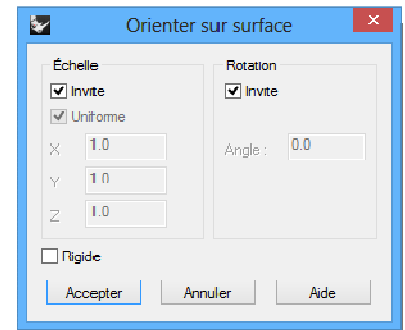 Orienter sur surface
Échelle
Invite
Uniforme
X 1.0
Y 1.0
Z 1.0
Rotation
Invite
Angle : 0.0
Rigide
Accepter Annuler Aide